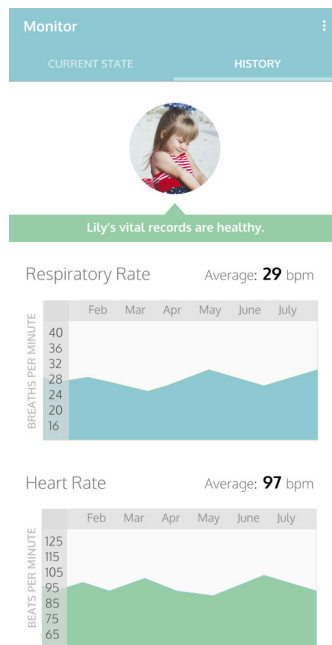 Monitor
CURRENT STATE HISTORY
Lily's vital records are healthy.
Respiratory Rate Average: 29 bpm
Feb Mar Apr May June July
BREATHS PER MINUTE
40
36
32
28
24
20
16
Heart Rate Average: 97 bpm
Feb Mar Apr May June July
BEATS PER MINUTE
125
115
105
95
85
75
65